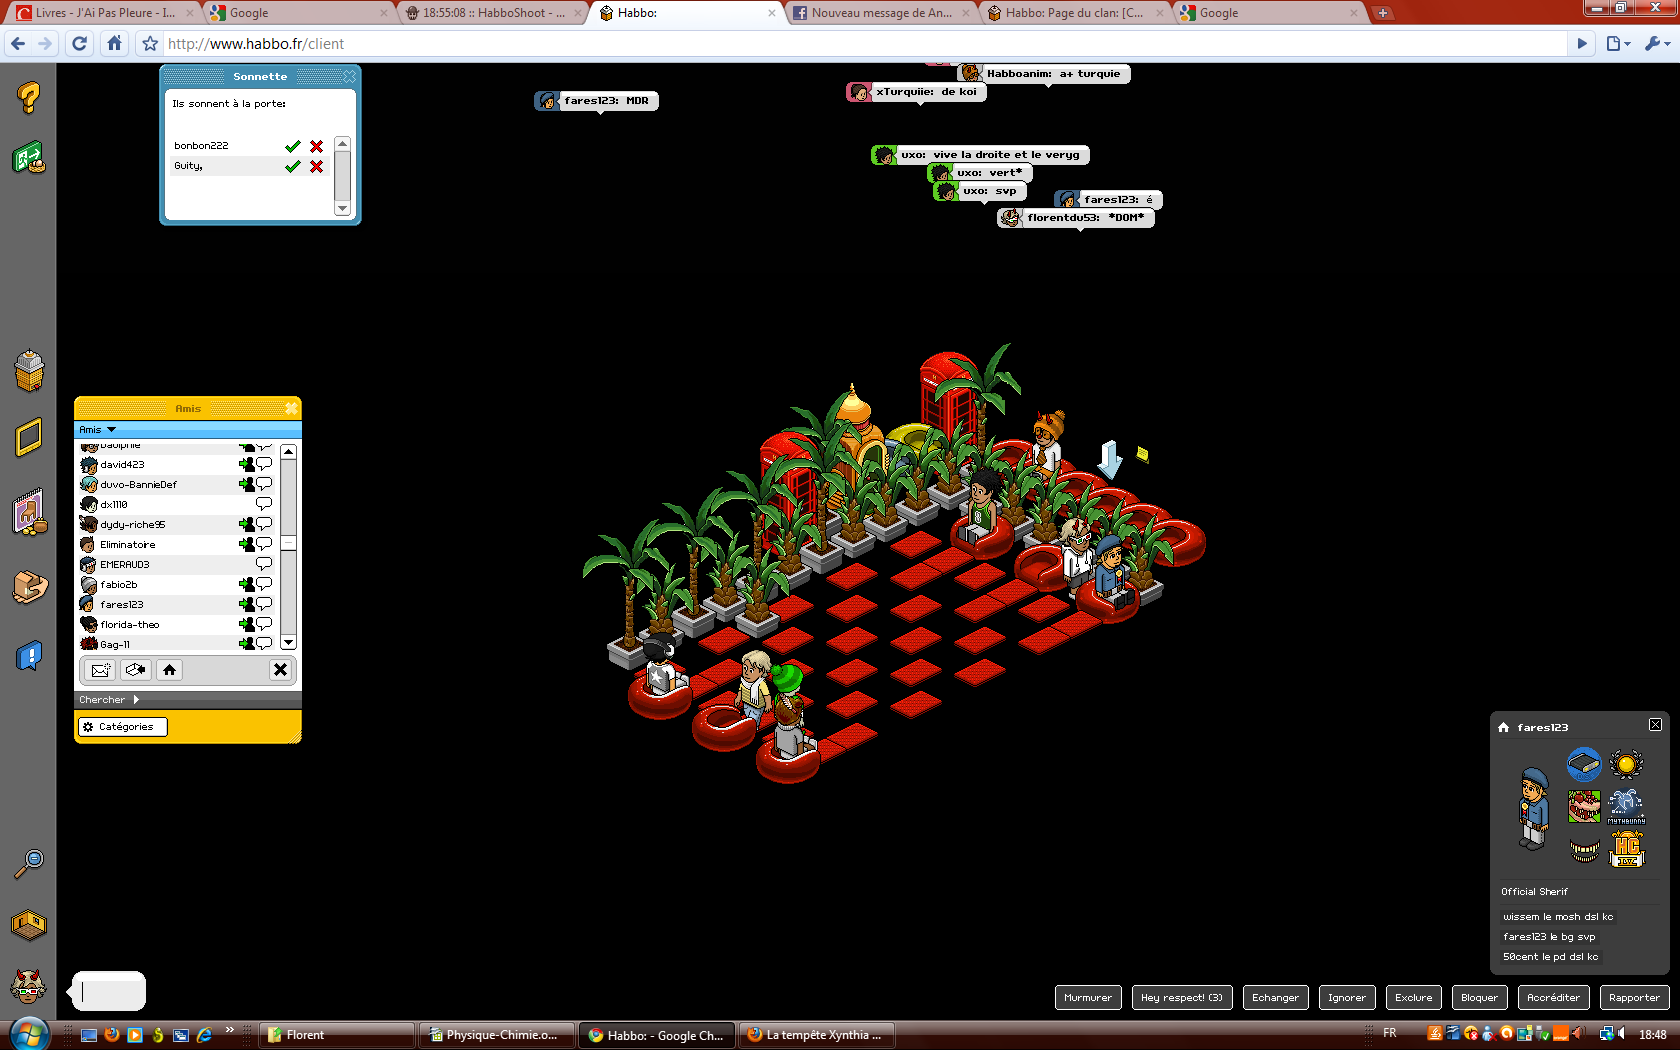 Livres - J'Ai Pas Pleure - I...
Google
18:55:08 :: HabboShoot - ...
Habbo:
Nouveau message de An...
Habbo: Page du clan: [C...
Google
http://www.habbo.fr/client
Sonnette
Ils sonnent à la porte:
bonbon222
Guity,
fares123: MDR
Habboanim: a+ turquie
xTurquiie: de koi
uxo: vive la droite et le veryg
uxo: vert*
uxo: svp
fares123: é
florentdu53: *DOM*
Amis
Amis
david423
duvo-BannieDef
dx1110
dydy-riche95
Eliminatoire
EMERAUD3
fabio2b
fares123
florida-theo
Gag-11
Chercher
Catégories
fares123
MYTHBUNNY
HC
Official Sherif
wissem le mosh dsl kc
fares123 le bg svp
50cent le pd dsl kc
Murmurer
Hey respect! (3)
Echanger
Ignorer
Exclure
Bloquer
Accréditer
Rapporter
Florent
Physique-Chimie.o...
Habbo: - Google Ch...
La tempête Xynthia ...
FR
18:48